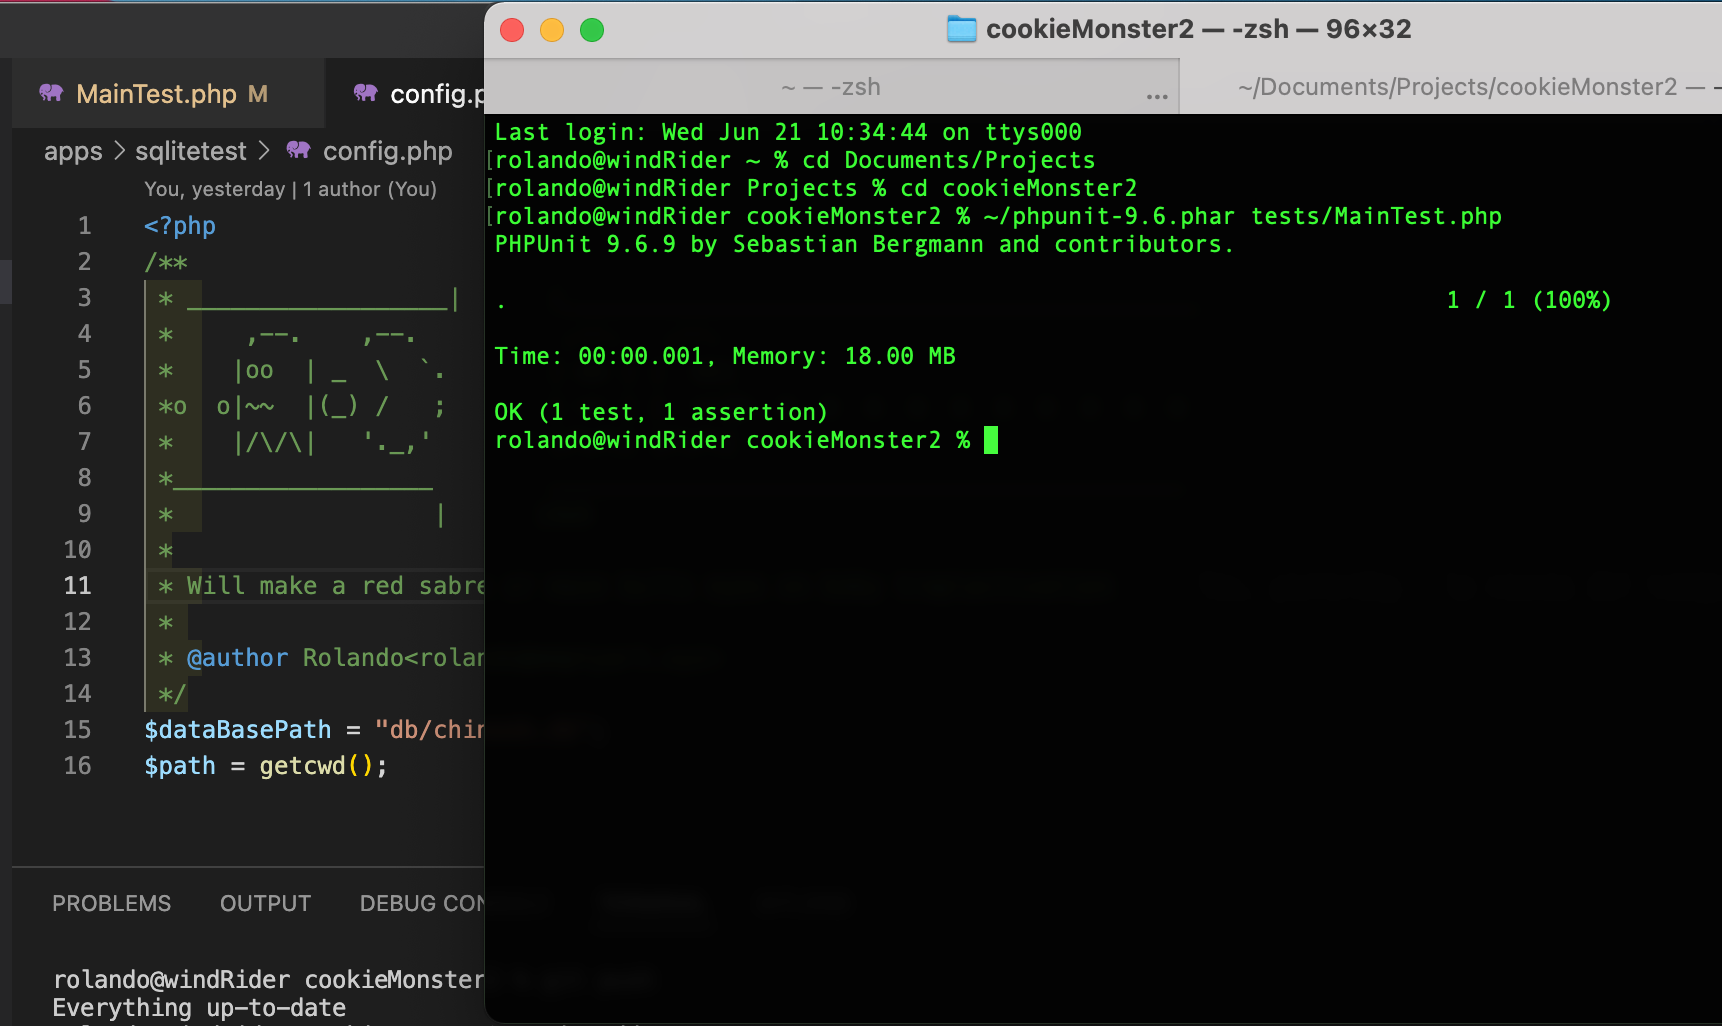 MainTest.php M
config.p
apps > sqlitetest > config.php
You, yesterday | 1 author (You)
1 <?php
2 /**
3  * __________________|
4  *     ,--.    ,--.
5  *    |oo  | _  \  `.
6  *o  o|~~  |(_) /   ;
7  *    |/\/\|   '._,'
8  *__________________
9  *                  |
10  *
11  * Will make a red sabre
12  *
13  * @author Rolando<rolan
14  */
15 $dataBasePath = "db/chin
16 $path = getcwd();
PROBLEMS OUTPUT DEBUG CON
rolando@windRider cookieMonster
Everything up-to-date
cookieMonster2 — -zsh — 96×32
~ — -zsh ...
~/Documents/Projects/cookieMonster2 — -
Last login: Wed Jun 21 10:34:44 on ttys000
[rolando@windRider ~ % cd Documents/Projects
[rolando@windRider Projects % cd cookieMonster2
[rolando@windRider cookieMonster2 % ~/phpunit-9.6.phar tests/MainTest.php
PHPUnit 9.6.9 by Sebastian Bergmann and contributors.
. 1 / 1 (100%)
Time: 00:00.001, Memory: 18.00 MB
OK (1 test, 1 assertion)
rolando@windRider cookieMonster2 %